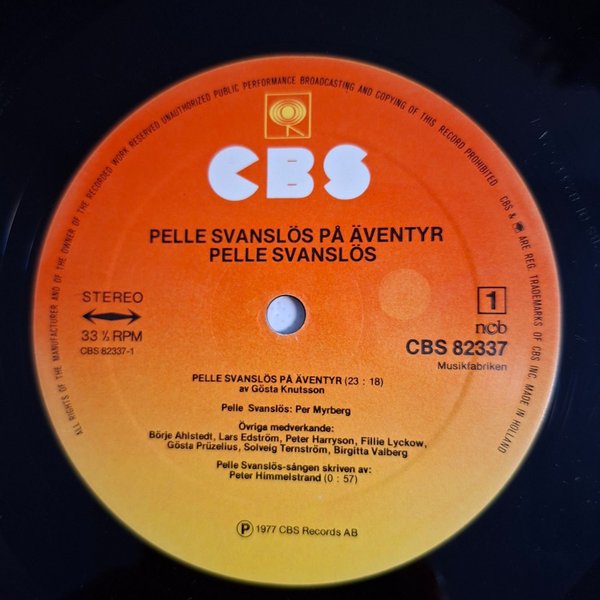 ALL RIGHTS OF THE MANUFACTURER AND OF THE OWNER OF THE RECORDED WORK RESERVED UNAUTHORIZED PUBLIC PERFORMANCE BROADCASTING AND COPYING OF THIS RECORD PROHIBITED
CBS & ARE REG. TRADEMARKS OF CBS INC. MADE IN HOLLAND
CBS
PELLE SVANSLÖS PÅ ÄVENTYR
PELLE SVANSLÖS
STEREO
33 ⅓ RPM
CBS 82337-1
1
ncb
CBS 82337
Musikfabriken
PELLE SVANSLÖS PÅ ÄVENTYR (23 : 18)
av Gösta Knutsson
Pelle Svanslös: Per Myrberg
Övriga medverkande:
Börje Ahlstedt, Lars Edström, Peter Harryson, Fillie Lyckow,
Gösta Prüzelius, Solveig Ternström, Birgitta Valberg
Pelle Svanslös-sången skriven av:
Peter Himmelstrand (0 : 57)
Ⓟ 1977 CBS Records AB